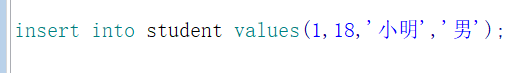 insert into student values(1,18,'小明','男');